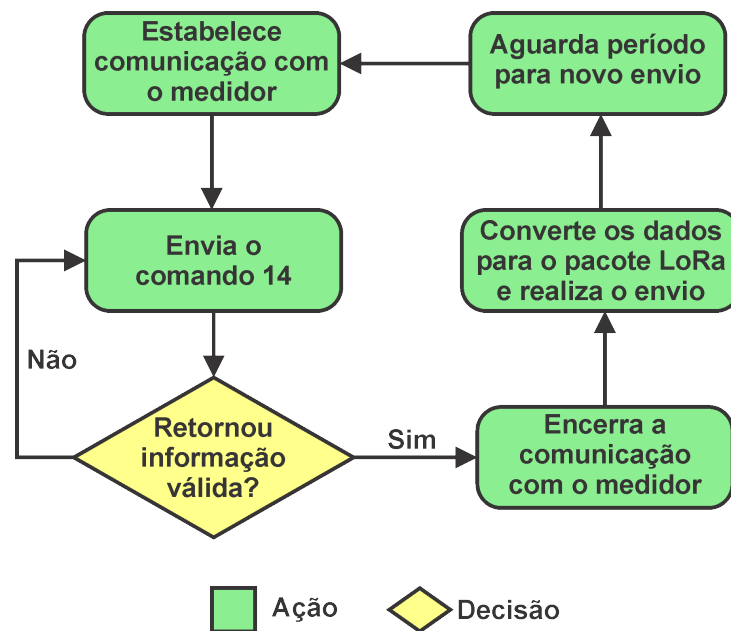 Estabelece
comunicação com
o medidor
Aguarda período
para novo envio
Envia o
comando 14
Converte os dados
para o pacote LoRa
e realiza o envio
Não
Retornou
informação
válida?
Sim
Encerra a
comunicação
com o medidor
Ação
Decisão